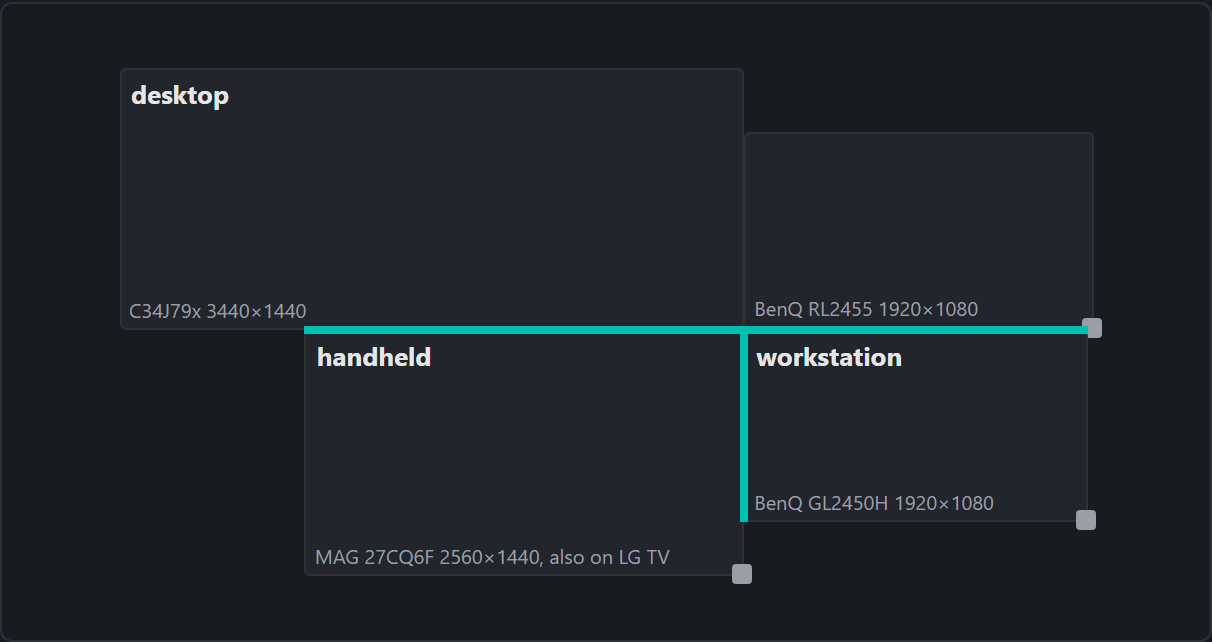 desktop
C34J79x 3440×1440
BenQ RL2455 1920×1080
handheld
workstation
BenQ GL2450H 1920×1080
MAG 27CQ6F 2560×1440, also on LG TV